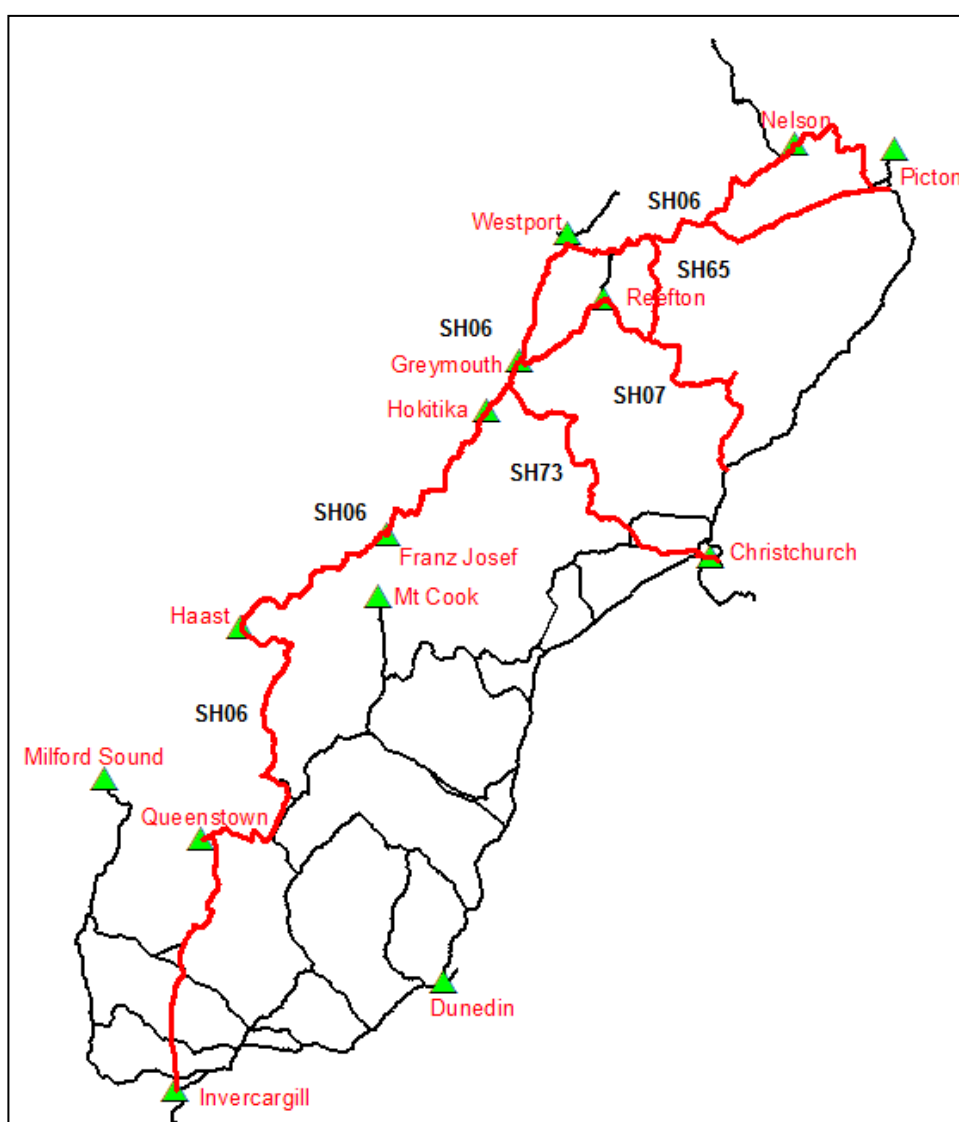 Nelson
Picton
SH06
Westport
SH65
Reefton
SH06
Greymouth
SH07
Hokitika
SH73
SH06
Franz Josef
Christchurch
Mt Cook
Haast
SH06
Milford Sound
Queenstown
Dunedin
Invercargill